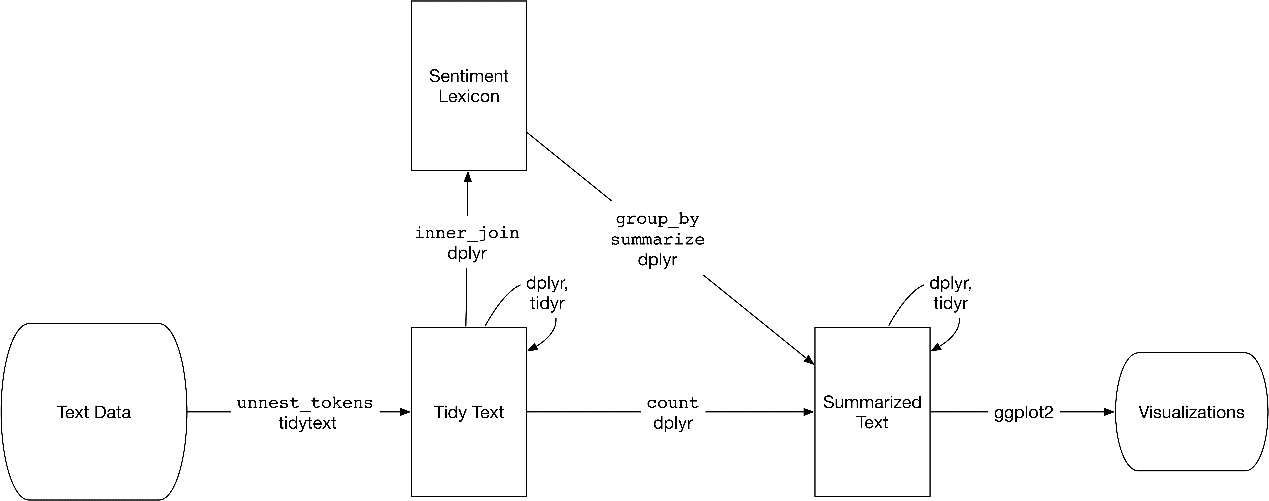 Sentiment
Lexicon
inner_join
dplyr
group_by
summarize
dplyr
dplyr,
tidyr
dplyr,
tidyr
Text Data
unnest_tokens
tidytext
Tidy Text
count
dplyr
Summarized
Text
ggplot2
Visualizations